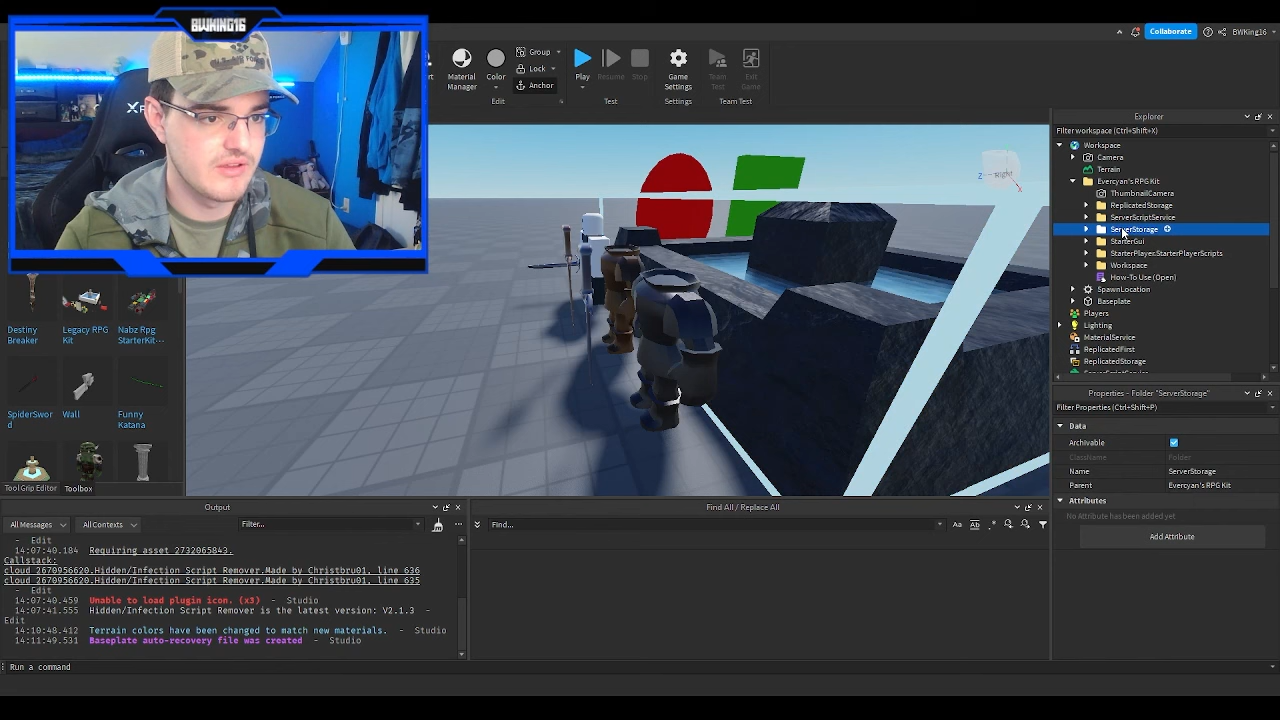 BWKING16
Collaborate
BWKing16
Material Manager
Color
Group
Lock
Anchor
Edit
Play
Resume
Stop
Test
Game Settings
Settings
Team Test
Exit Game
Team Test
Explorer
Filter workspace (Ctrl+Shift+X)
Workspace
Camera
Terrain
Evercyan's RPG Kit
ThumbnailCamera
ReplicatedStorage
ServerScriptService
ServerStorage
StarterGui
StarterPlayer.StarterPlayerScripts
Workspace
How-To Use (Open)
SpawnLocation
Baseplate
Players
Lighting
MaterialService
ReplicatedFirst
ReplicatedStorage
Right
Z
X
Properties - Folder "ServerStorage"
Filter Properties (Ctrl+Shift+P)
Data
Archivable
ClassName Folder
Name ServerStorage
Parent Evercyan's RPG Kit
Attributes
No Attribute has been added yet
Add Attribute
Destiny Breaker
Legacy RPG Kit
Nabz Rpg StarterKit...
SpiderSword
Wall
Funny Katana
Tool Grip Editor
Toolbox
Output
All Messages
All Contexts
Filter...
- Edit
14:07:40.184 Requiring asset 2732065843.
Callstack:
cloud_2670956620.Hidden/Infection Script Remover.Made by Christbru01, line 636
cloud_2670956620.Hidden/Infection Script Remover.Made by Christbru01, line 635
- Edit
14:07:40.459 Unable to load plugin icon. (x3) - Studio
14:07:41.555 Hidden/Infection Script Remover is the latest version: V2.1.3 -
Edit
14:10:48.412 Terrain colors have been changed to match new materials. - Studio
14:11:49.531 Baseplate auto-recovery file was created - Studio
Find All / Replace All
Find...
Aa
Ab
.*
Run a command